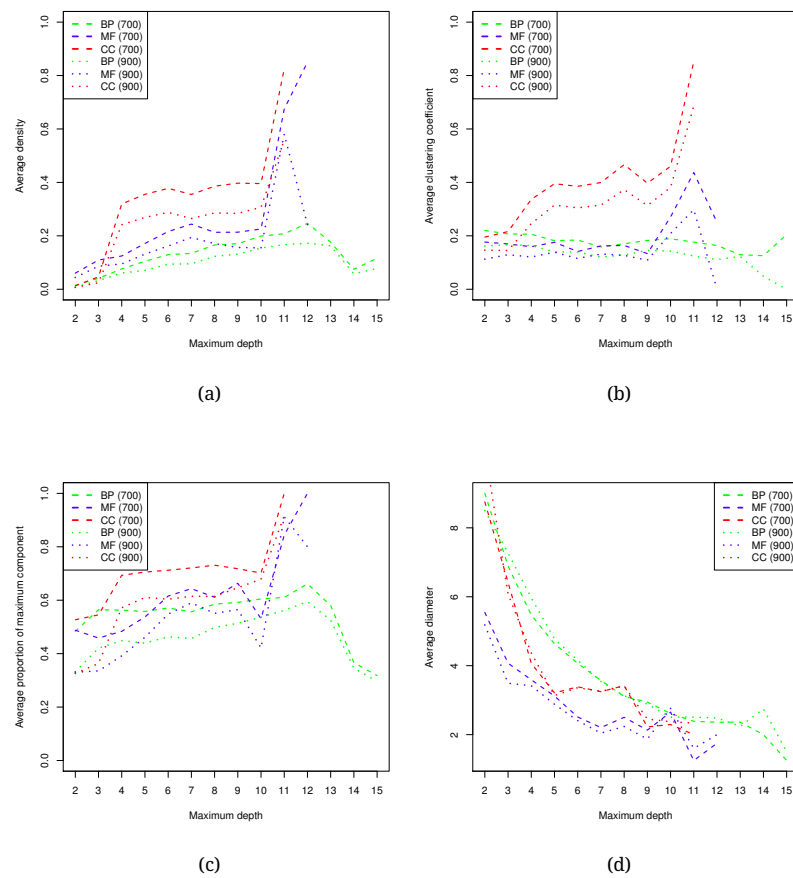 BP (700)
MF (700)
CC (700)
BP (900)
MF (900)
CC (900)
Average density
0.0 0.2 0.4 0.6 0.8 1.0
2 3 4 5 6 7 8 9 10 11 12 13 14 15
Maximum depth
(a)
BP (700)
MF (700)
CC (700)
BP (900)
MF (900)
CC (900)
Average clustering coefficient
0.0 0.2 0.4 0.6 0.8 1.0
2 3 4 5 6 7 8 9 10 11 12 13 14 15
Maximum depth
(b)
BP (700)
MF (700)
CC (700)
BP (900)
MF (900)
CC (900)
Average proportion of maximum component
0.0 0.2 0.4 0.6 0.8 1.0
2 3 4 5 6 7 8 9 10 11 12 13 14 15
Maximum depth
(c)
BP (700)
MF (700)
CC (700)
BP (900)
MF (900)
CC (900)
Average diameter
2 4 6 8
2 3 4 5 6 7 8 9 10 11 12 13 14 15
Maximum depth
(d)